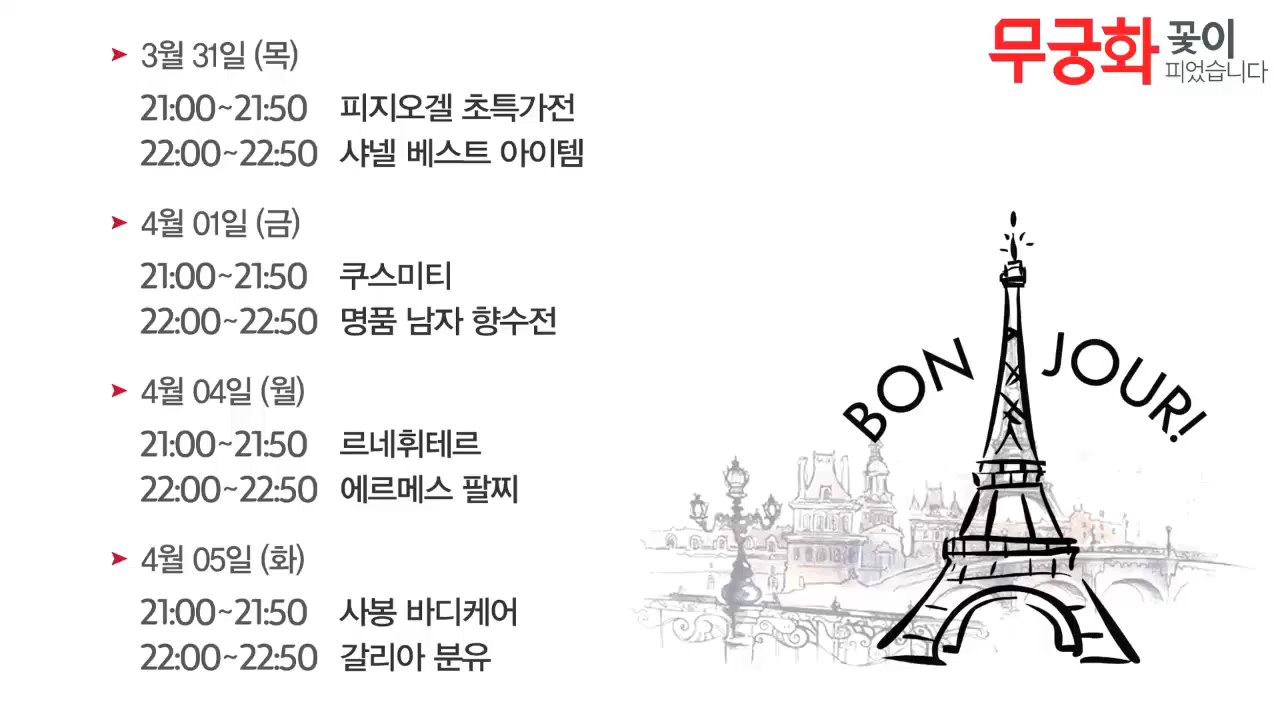 무궁화 꽃이
피었습니다
3월 31일 (목)
21:00~21:50 피지오겔 초특가전
22:00~22:50 샤넬 베스트 아이템
4월 01일 (금)
21:00~21:50 쿠스미티
22:00~22:50 명품 남자 향수전
4월 04일 (월)
21:00~21:50 르네휘테르
22:00~22:50 에르메스 팔찌
4월 05일 (화)
21:00~21:50 사봉 바디케어
22:00~22:50 갈리아 분유
BON JOUR!